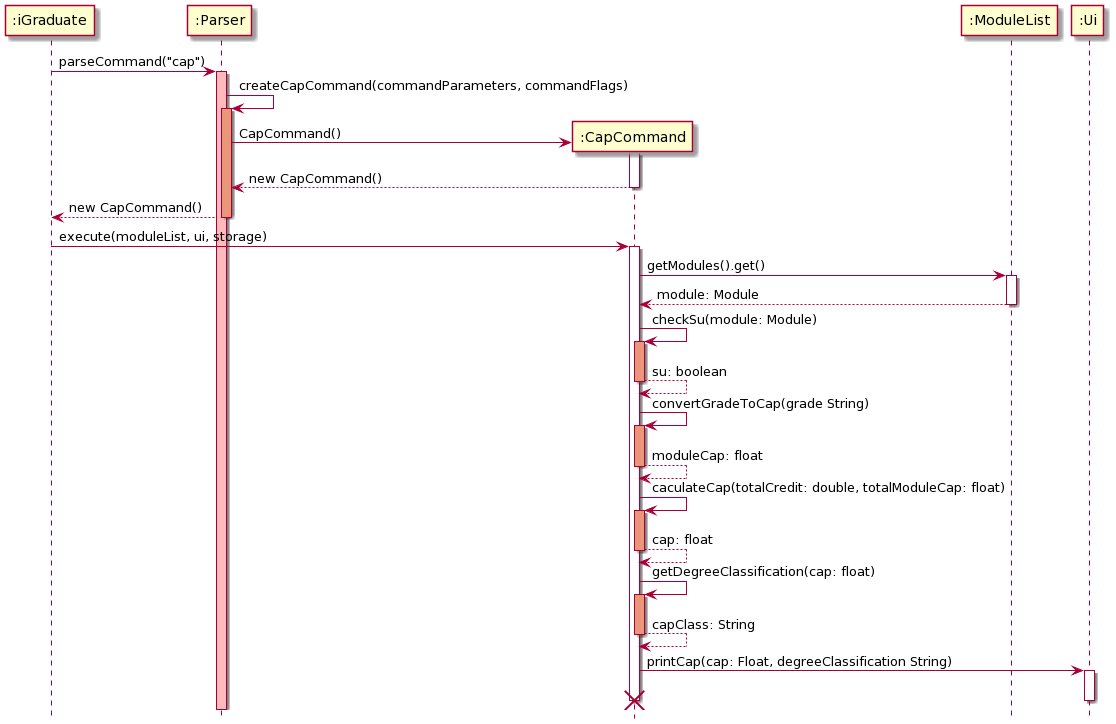 :iGraduate
:Parser
:ModuleList
:Ui
parseCommand("cap")
createCapCommand(commandParameters, commandFlags)
CapCommand()
:CapCommand
new CapCommand()
new CapCommand()
execute(moduleList, ui, storage)
getModules().get()
module: Module
checkSu(module: Module)
su: boolean
convertGradeToCap(grade String)
moduleCap: float
caculateCap(totalCredit: double, totalModuleCap: float)
cap: float
getDegreeClassification(cap: float)
capClass: String
printCap(cap: Float, degreeClassification String)